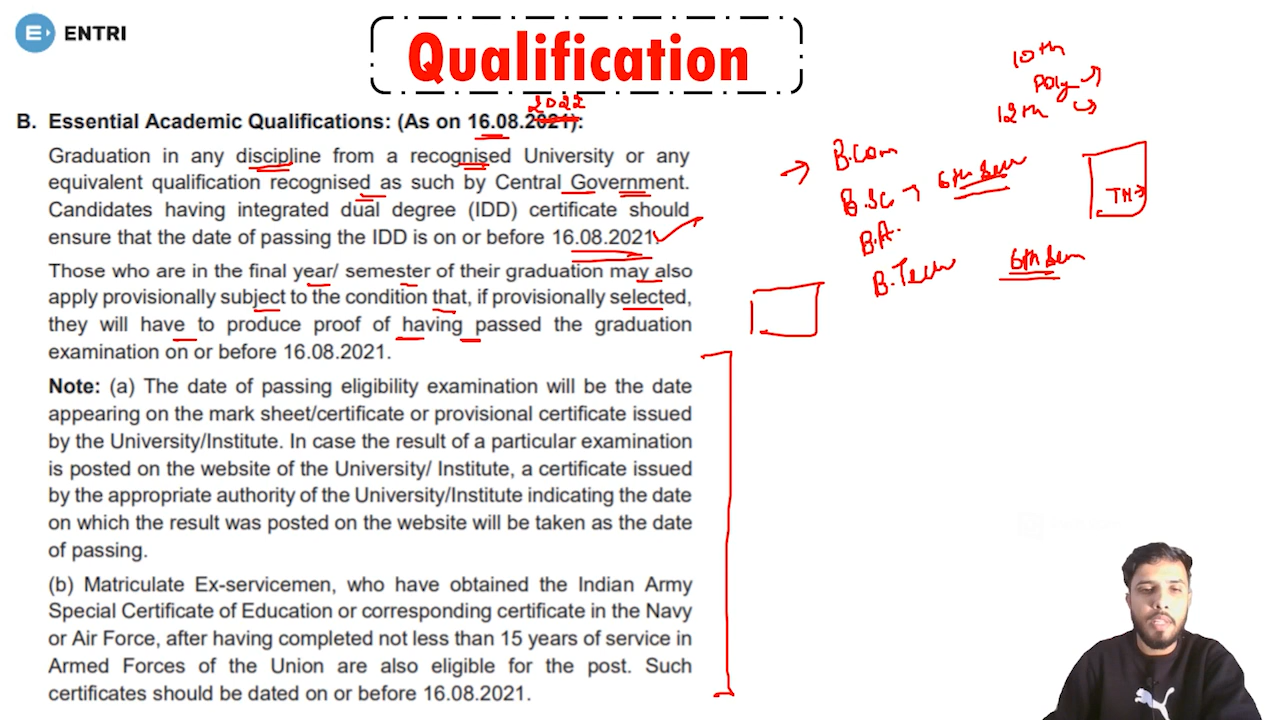 ENTRI
Qualification
2022
B. Essential Academic Qualifications: (As on 16.08.2021):
Graduation in any discipline from a recognised University or any
equivalent qualification recognised as such by Central Government.
Candidates having integrated dual degree (IDD) certificate should
ensure that the date of passing the IDD is on or before 16.08.2021.
Those who are in the final year/ semester of their graduation may also
apply provisionally subject to the condition that, if provisionally selected,
they will have to produce proof of having passed the graduation
examination on or before 16.08.2021.
Note: (a) The date of passing eligibility examination will be the date
appearing on the mark sheet/certificate or provisional certificate issued
by the University/Institute. In case the result of a particular examination
is posted on the website of the University/ Institute, a certificate issued
by the appropriate authority of the University/Institute indicating the date
on which the result was posted on the website will be taken as the date
of passing.
(b) Matriculate Ex-servicemen, who have obtained the Indian Army
Special Certificate of Education or corresponding certificate in the Navy
or Air Force, after having completed not less than 15 years of service in
Armed Forces of the Union are also eligible for the post. Such
certificates should be dated on or before 16.08.2021.
10th
Poly
12th
B.Com
B.Sc 6th Sem
B.A.
B.Tech 6th Sem